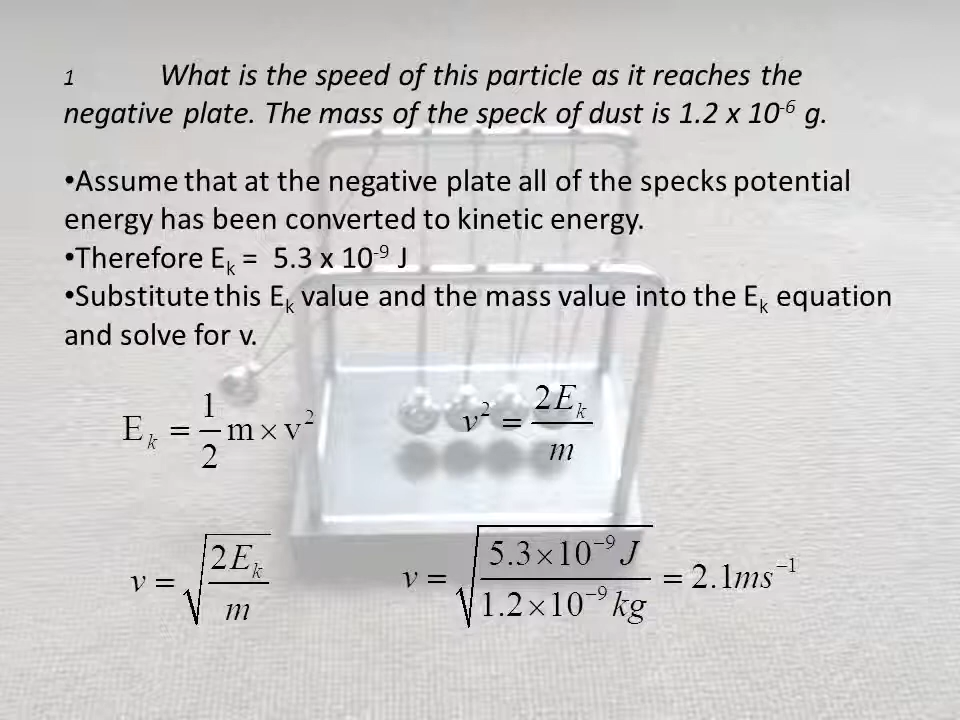 1 What is the speed of this particle as it reaches the
negative plate. The mass of the speck of dust is 1.2 x 10⁻⁶ g.
•Assume that at the negative plate all of the specks potential
energy has been converted to kinetic energy.
•Therefore Eₖ = 5.3 x 10⁻⁹ J
•Substitute this Eₖ value and the mass value into the Eₖ equation
and solve for v.
Eₖ = 1/2 m × v²
v² = 2Eₖ/m
v = √(2Eₖ/m)
v = √(5.3×10⁻⁹ J/1.2×10⁻⁹ kg) = 2.1ms⁻¹